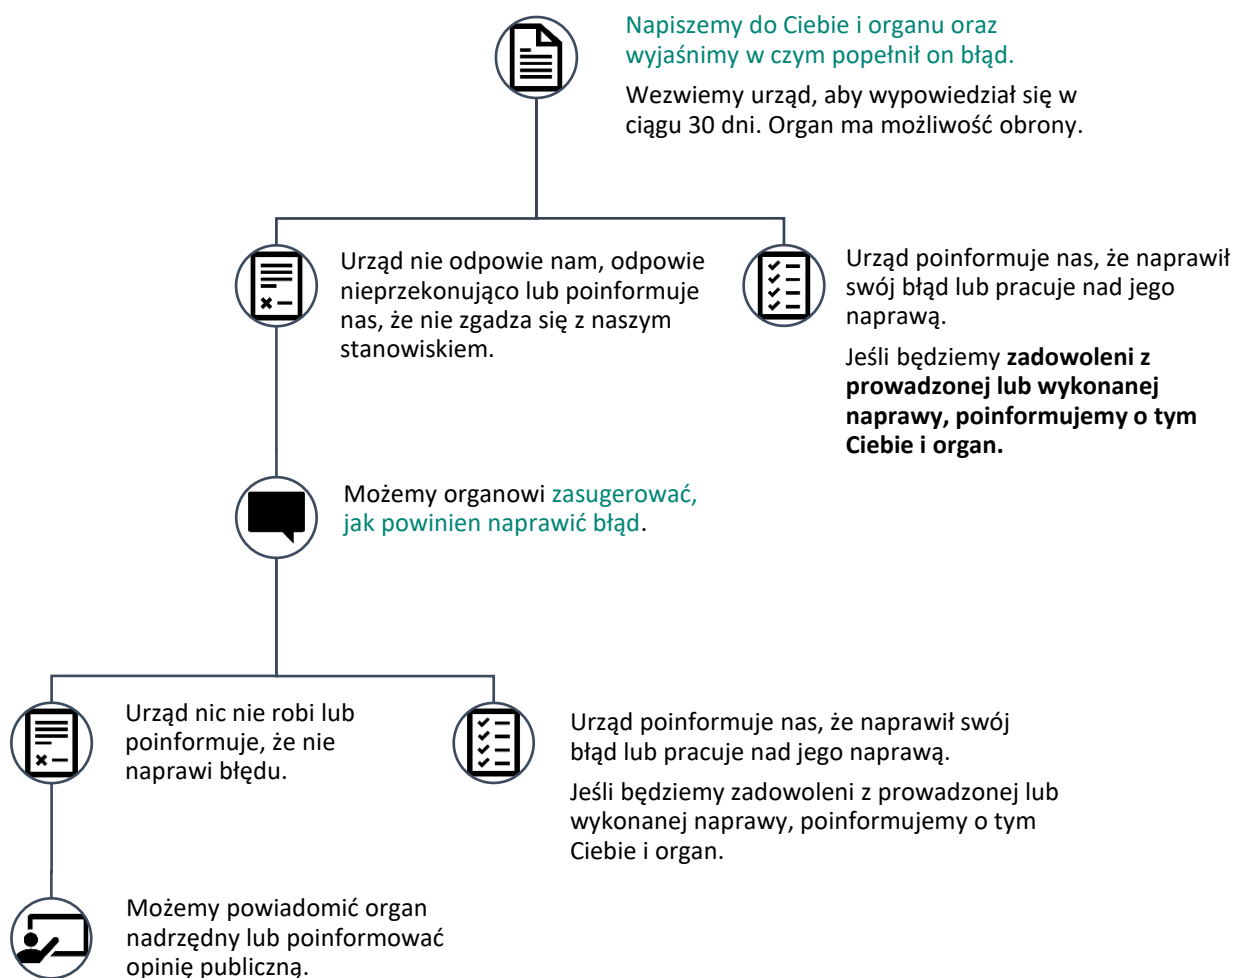 Napiszemy do Ciebie i organu oraz
wyjaśnimy w czym popełnił on błąd.
Wezwiemy urząd, aby wypowiedział się w
ciągu 30 dni. Organ ma możliwość obrony.
Urząd nie odpowie nam, odpowie
nieprzekonująco lub poinformuje
nas, że nie zgadza się z naszym
stanowiskiem.
Urząd poinformuje nas, że naprawił
swój błąd lub pracuje nad jego
naprawą.
Jeśli będziemy zadowoleni z
prowadzonej lub wykonanej
naprawy, poinformujemy o tym
Ciebie i organ.
Możemy organowi zasugerować,
jak powinien naprawić błąd.
Urząd nic nie robi lub
poinformuje, że nie
naprawi błędu.
Urząd poinformuje nas, że naprawił swój
błąd lub pracuje nad jego naprawą.
Jeśli będziemy zadowoleni z prowadzonej lub
wykonanej naprawy, poinformujemy o tym
Ciebie i organ.
Możemy powiadomić organ
nadrzędny lub poinformować
opinię publiczną.